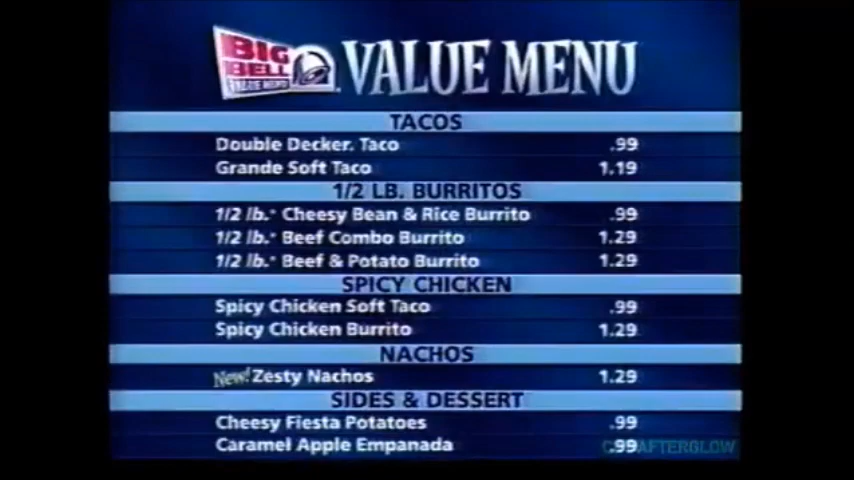 BIG BELL VALUE MENU
VALUE MENU
TACOS
Double Decker. Taco .99
Grande Soft Taco 1.19
1/2 LB. BURRITOS
1/2 lb.* Cheesy Bean & Rice Burrito .99
1/2 lb.* Beef Combo Burrito 1.29
1/2 lb.* Beef & Potato Burrito 1.29
SPICY CHICKEN
Spicy Chicken Soft Taco .99
Spicy Chicken Burrito 1.29
NACHOS
New! Zesty Nachos 1.29
SIDES & DESSERT
Cheesy Fiesta Potatoes .99
Caramel Apple Empanada .99
AFTERGLOW